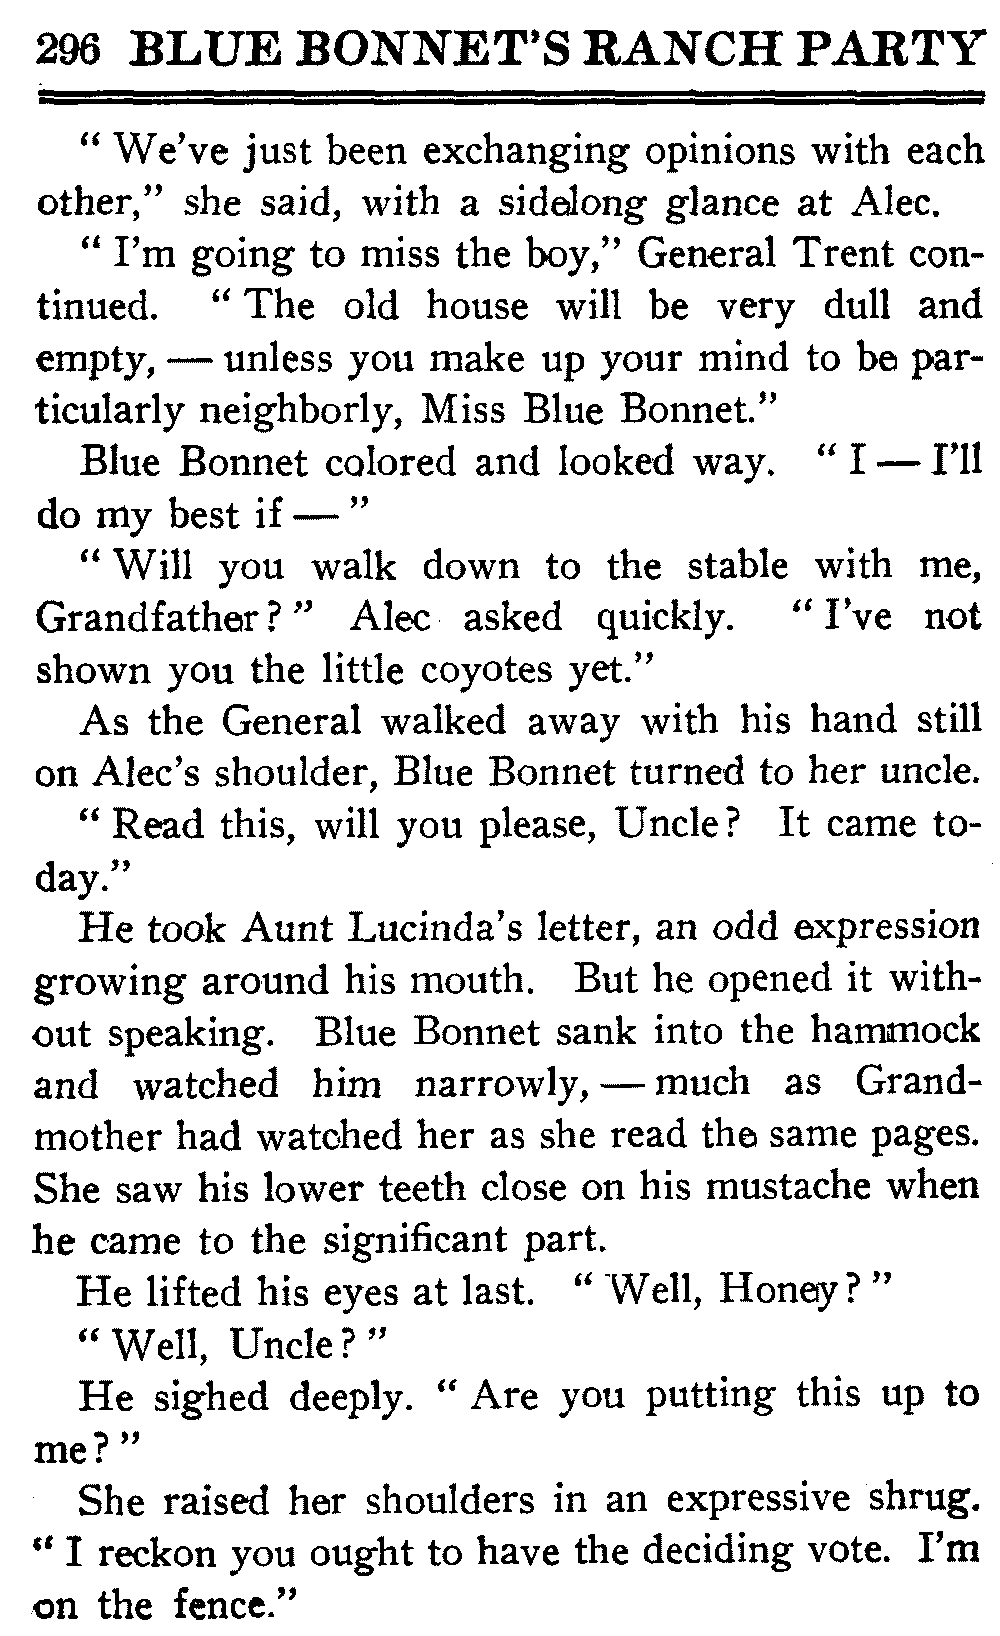 296 BLUE BONNET'S RANCH PARTY
" We've just been exchanging opinions with each
other," she said, with a sidelong glance at Alec.
" I'm going to miss the boy," General Trent con-
tinued. " The old house will be very dull and
empty, — unless you make up your mind to be par-
ticularly neighborly, Miss Blue Bonnet."
Blue Bonnet colored and looked way. " I — I'll
do my best if — "
" Will you walk down to the stable with me,
Grandfather? " Alec asked quickly. " I've not
shown you the little coyotes yet."
As the General walked away with his hand still
on Alec's shoulder, Blue Bonnet turned to her uncle.
" Read this, will you please, Uncle? It came to-
day."
He took Aunt Lucinda's letter, an odd expression
growing around his mouth. But he opened it with-
out speaking. Blue Bonnet sank into the hammock
and watched him narrowly, — much as Grand-
mother had watched her as she read the same pages.
She saw his lower teeth close on his mustache when
he came to the significant part.
He lifted his eyes at last. " Well, Honey? "
" Well, Uncle? "
He sighed deeply. " Are you putting this up to
me? "
She raised her shoulders in an expressive shrug.
" I reckon you ought to have the deciding vote. I'm
on the fence."